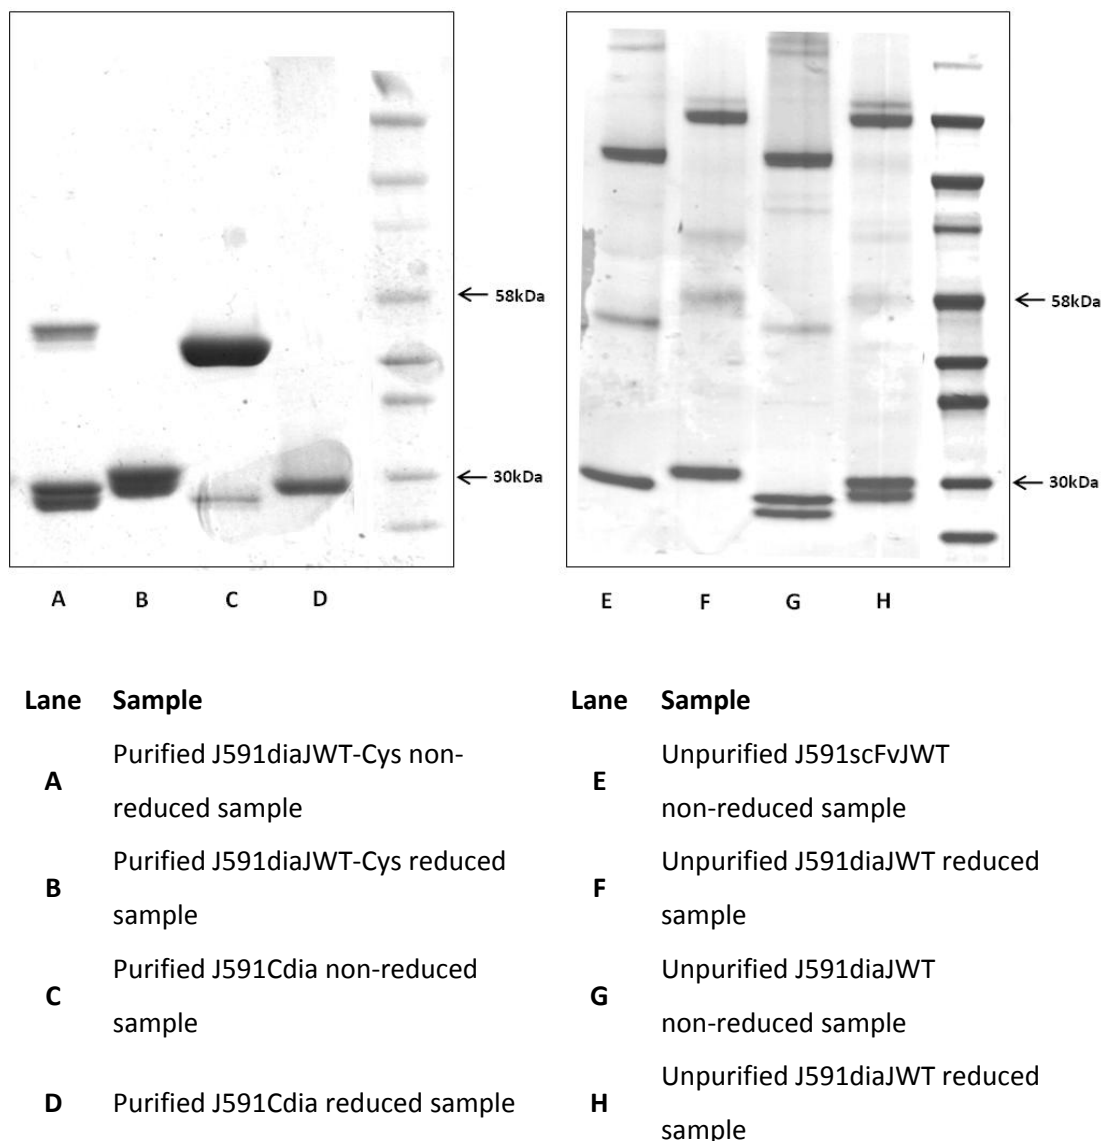 58kDa
30kDa
58kDa
30kDa
A B C D
E F G H
Lane Sample
A
Purified J591diaJWT-Cys non-
reduced sample
B
Purified J591diaJWT-Cys reduced
sample
C
Purified J591Cdia non-reduced
sample
D Purified J591Cdia reduced sample
Lane Sample
E
Unpurified J591scFvJWT
non-reduced sample
F
Unpurified J591diaJWT reduced
sample
G
Unpurified J591diaJWT
non-reduced sample
H
Unpurified J591diaJWT reduced
sample